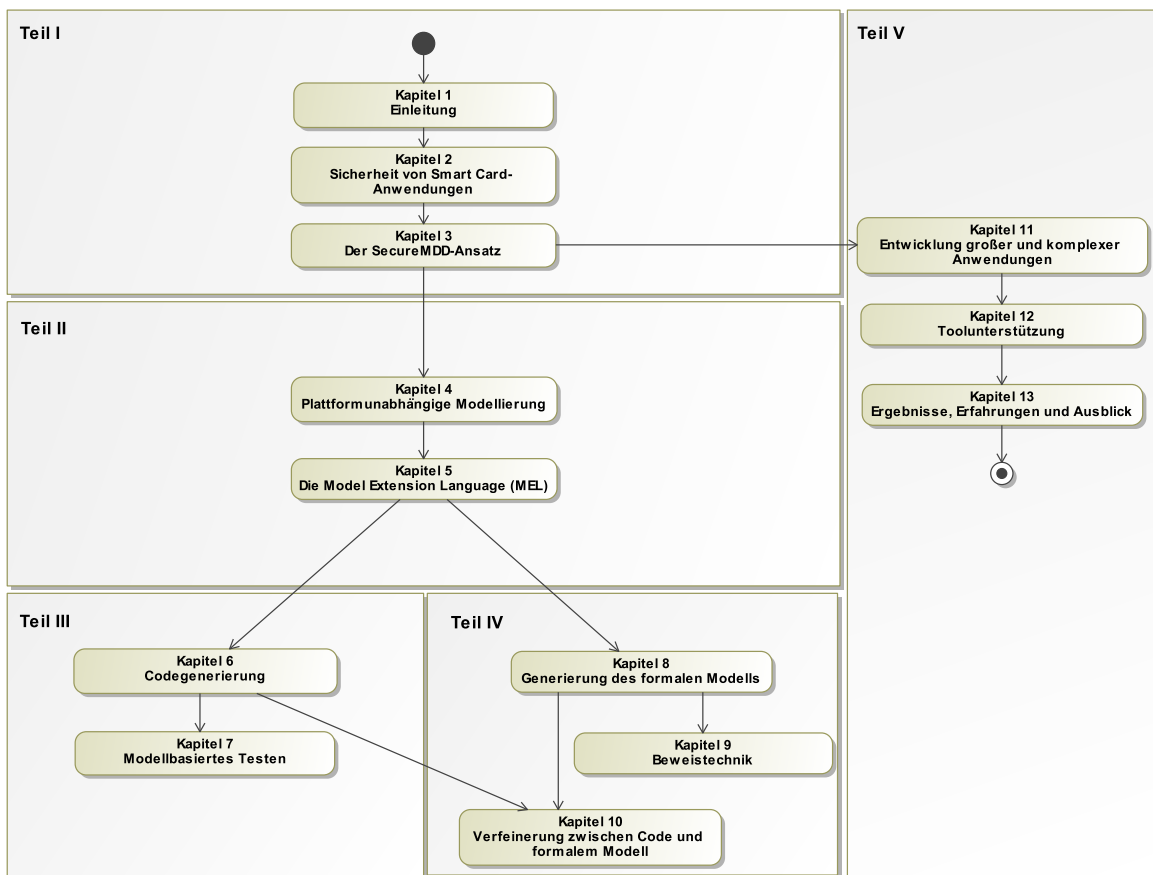 Teil I
Kapitel 1
Einleitung
Kapitel 2
Sicherheit von Smart Card-
Anwendungen
Kapitel 3
Der SecureMDD-Ansatz
Teil II
Kapitel 4
Plattformunabhängige Modellierung
Kapitel 5
Die Model Extension Language (MEL)
Teil III
Kapitel 6
Codegenerierung
Kapitel 7
Modellbasiertes Testen
Teil IV
Kapitel 8
Generierung des formalen Modells
Kapitel 9
Beweistechnik
Kapitel 10
Verfeinerung zwischen Code und
formalem Modell
Teil V
Kapitel 11
Entwicklung großer und komplexer
Anwendungen
Kapitel 12
Toolunterstützung
Kapitel 13
Ergebnisse, Erfahrungen und Ausblick